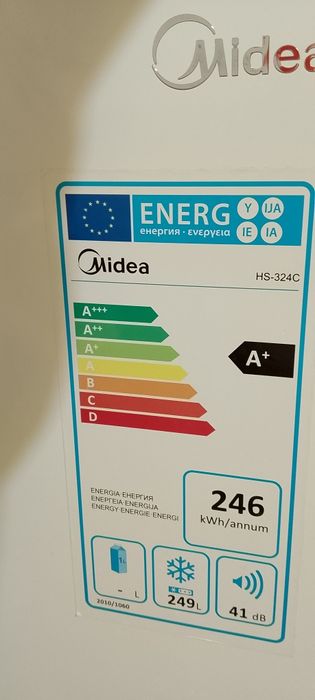 Midea
ENERG Y IJA
енергия · ενεργεια IE IA
Midea
HS-324C
A+++
A++
A+
A
B
C
D
A+
ENERGIA·ЕНЕРГИЯ
ΕΝΕΡΓΕΙΑ·ENERGIJA
ENERGY·ENERGIE·ENERGI
246
kWh/annum
- L
249L
41 dB
2010/1060